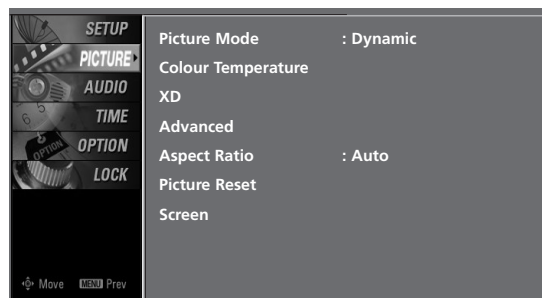 SETUP
PICTURE
AUDIO
TIME
OPTION
LOCK
Move MENU Prev
Picture Mode : Dynamic
Colour Temperature
XD
Advanced
Aspect Ratio : Auto
Picture Reset
Screen